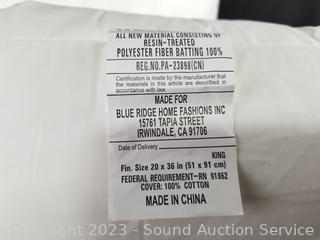 ALL NEW MATERIAL CONSISTING OF
RESIN-TREATED
POLYESTER FIBER BATTING 100%
REG.NO.PA-23898(CN)
Certification is made by the manufacturer that
the materials in this article are described in
accordance with law.
MADE FOR
BLUE RIDGE HOME FASHIONS INC
15761 TAPIA STREET
IRWINDALE, CA 91706
Date of Delivery
KING
Fin. Size 20 x 36 in (51 x 91 cm)
FEDERAL REQUIREMENT-RN 91862
COVER: 100% COTTON
MADE IN CHINA
Copyright 2023 - Sound Auction Service